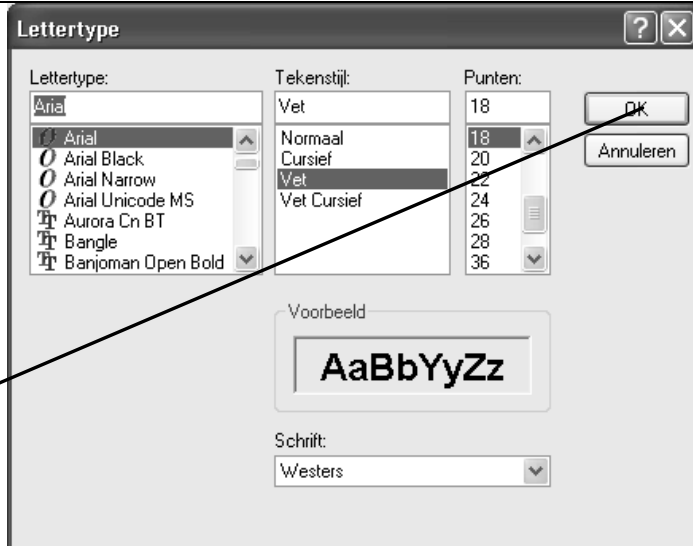 Lettertype
Lettertype:
Arial
Arial
Arial Black
Arial Narrow
Arial Unicode MS
Aurora Cn BT
Bangle
Banjoman Open Bold
Tekenstijl:
Vet
Normaal
Cursief
Vet
Vet Cursief
Punten:
18
18
20
22
24
26
28
36
OK
Annuleren
Voorbeeld
AaBbYyZz
Schrift:
Westers